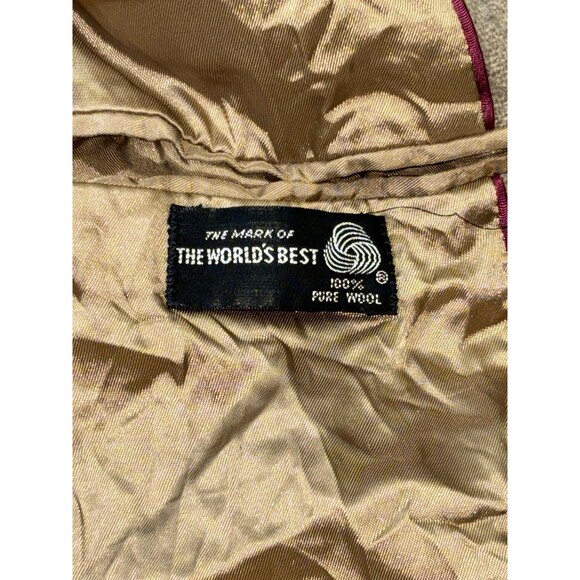 THE MARK OF
THE WORLD'S BEST
®
100%
PURE WOOL